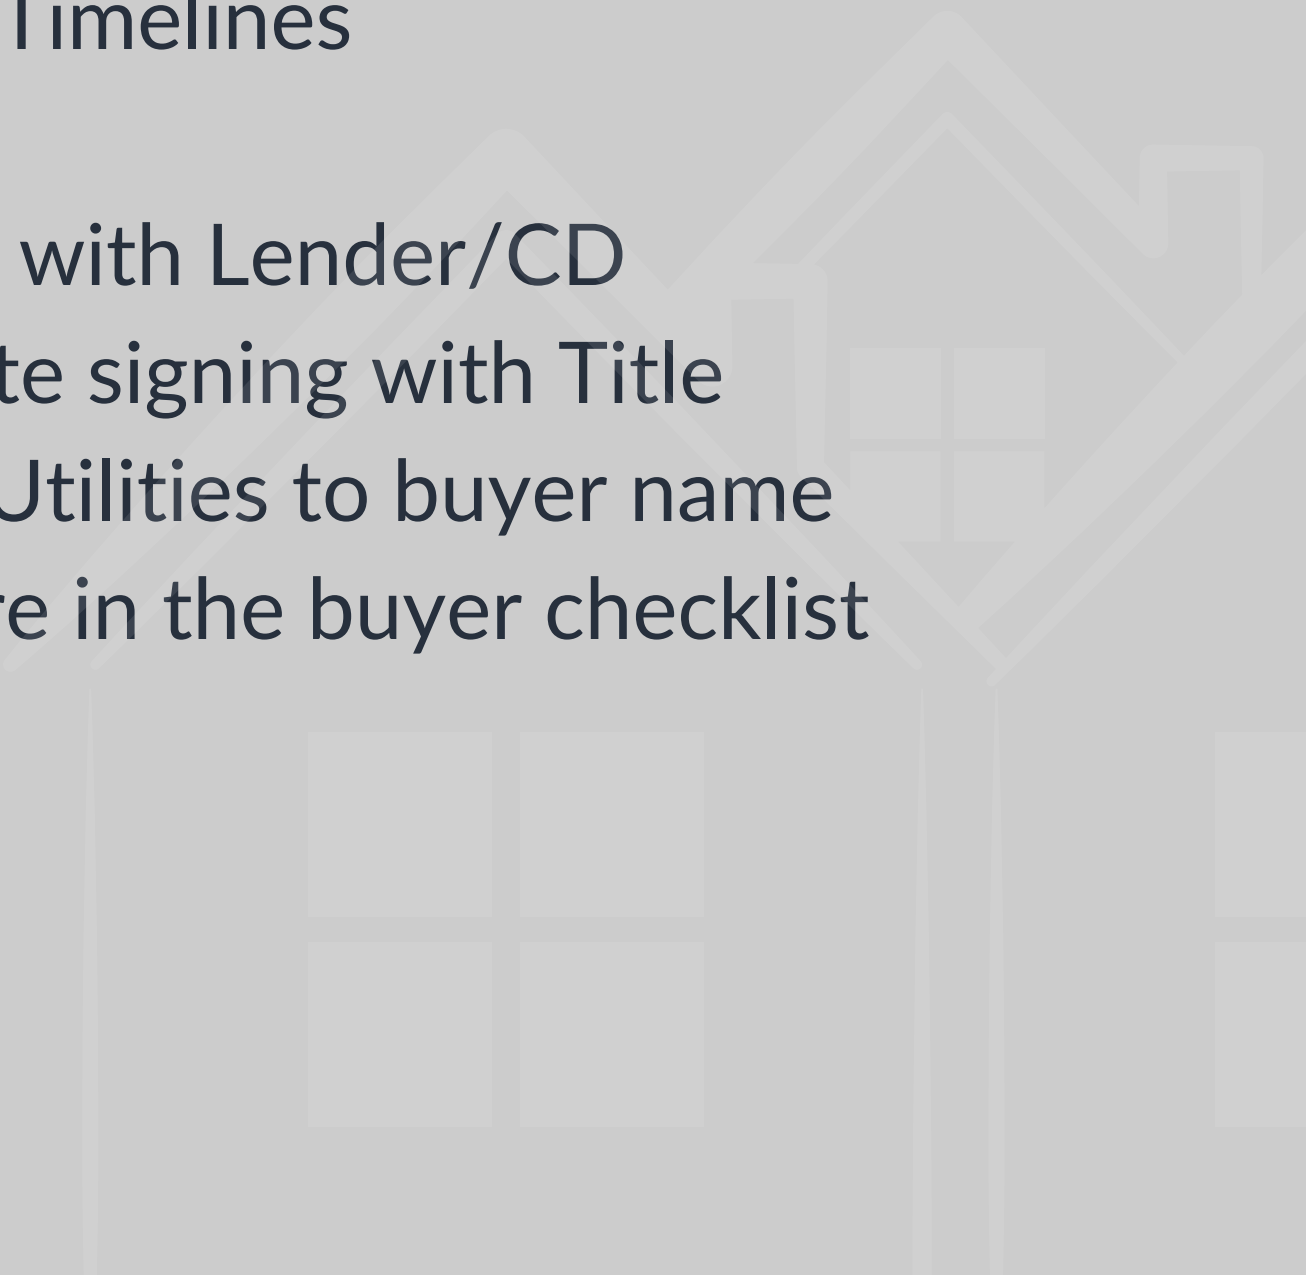 Timelines
with Lender/CD
te signing with Title
Utilities to buyer name
re in the buyer checklist